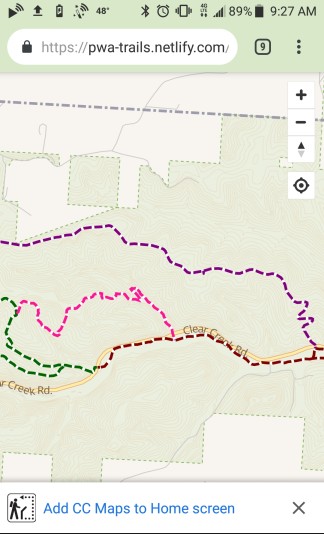 48° 4G LTE 89% 9:27 AM
https://pwa-trails.netlify.com/ 9
+
−
Clear Creek Rd.
ar Creek Rd.
Add CC Maps to Home screen